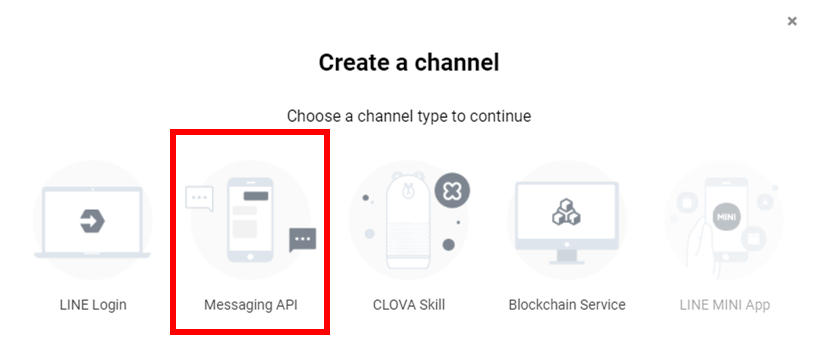 ×
Create a channel
Choose a channel type to continue
MINI
LINE Login
Messaging API
CLOVA Skill
Blockchain Service
LINE MINI App